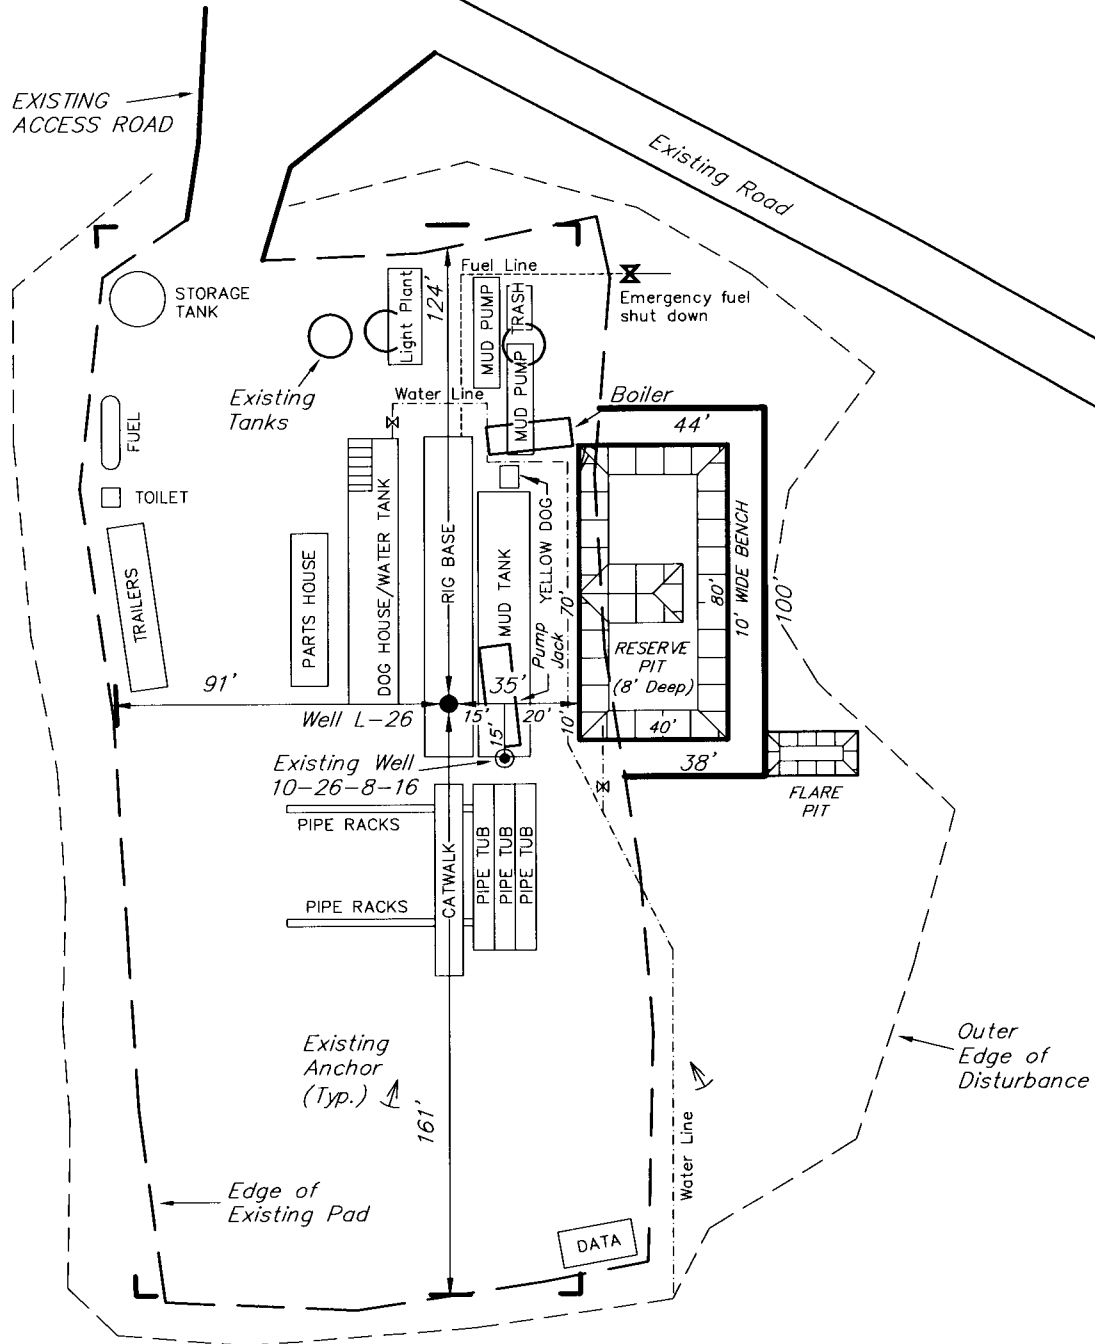 EXISTING
ACCESS ROAD
Existing Road
STORAGE
TANK
Light Plant
124'
Fuel Line
MUD PUMP
TRASH
MUD PUMP
Emergency fuel
shut down
Existing
Tanks
Water Line
Boiler
44'
FUEL
TOILET
TRAILERS
PARTS HOUSE
DOG HOUSE/WATER TANK
RIG BASE
MUD TANK
YELLOW DOG
Pump
Jack
70'
80'
10' WIDE BENCH
100'
RESERVE
PIT
(8' Deep)
91'
35'
Well L-26
15'
20'
10'
40'
15'
38'
Existing Well
10-26-8-16
FLARE
PIT
PIPE RACKS
CATWALK
PIPE TUB
PIPE TUB
PIPE TUB
PIPE RACKS
Existing
Anchor
(Typ.)
161'
Outer
Edge of
Disturbance
Water Line
Edge of
Existing Pad
DATA